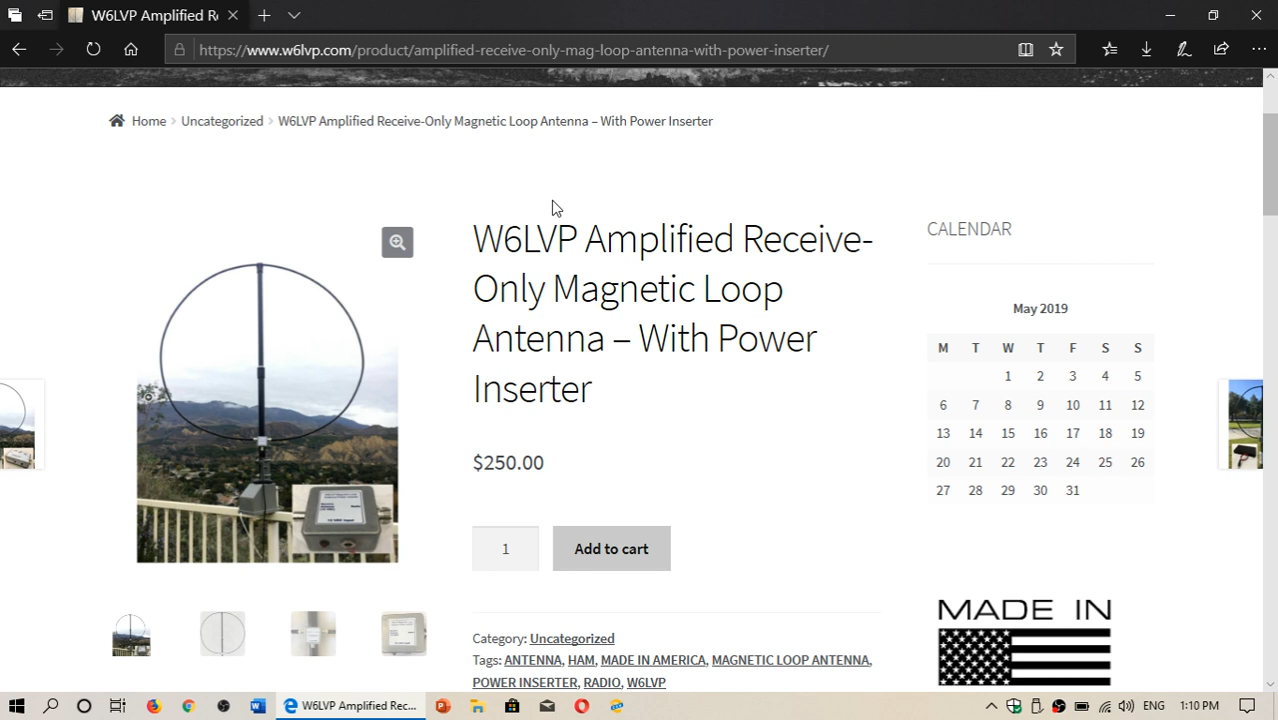 W6LVP Amplified Re
https://www.w6lvp.com/product/amplified-receive-only-mag-loop-antenna-with-power-inserter/
Home > Uncategorized > W6LVP Amplified Receive-Only Magnetic Loop Antenna – With Power Inserter
W6LVP Amplified Receive-
Only Magnetic Loop
Antenna – With Power
Inserter
$250.00
1
Add to cart
Category: Uncategorized
Tags: ANTENNA, HAM, MADE IN AMERICA, MAGNETIC LOOP ANTENNA,
POWER INSERTER, RADIO, W6LVP
CALENDAR
May 2019
M T W T F S S
1 2 3 4 5
6 7 8 9 10 11 12
13 14 15 16 17 18 19
20 21 22 23 24 25 26
27 28 29 30 31
MADE IN
W6LVP Amplified Rec...
ENG
1:10 PM